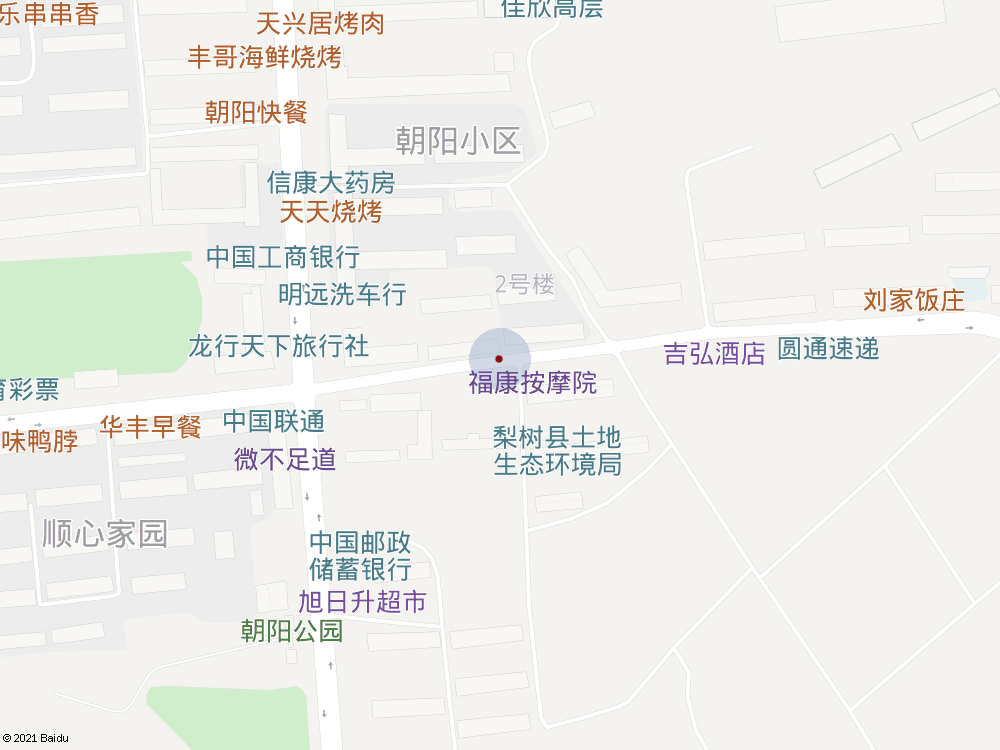 乐串串香
天兴居烤肉
佳欣高层
丰哥海鲜烧烤
朝阳快餐
朝阳小区
信康大药房
天天烧烤
中国工商银行
2号楼
明远洗车行
刘家饭庄
龙行天下旅行社
吉弘酒店
圆通速递
福康按摩院
育彩票
华丰早餐
中国联通
味鸭脖
微不足道
梨树县土地
生态环境局
顺心家园
中国邮政
储蓄银行
旭日升超市
朝阳公园
© 2021 Baidu